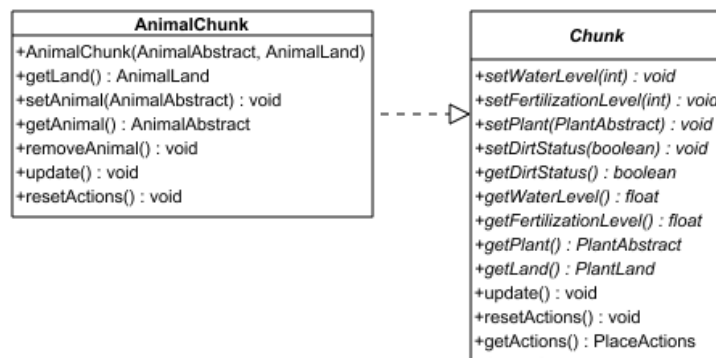 AnimalChunk
+AnimalChunk(AnimalAbstract, AnimalLand)
+getLand() : AnimalLand
+setAnimal(AnimalAbstract) : void
+getAnimal() : AnimalAbstract
+removeAnimal() : void
+update() : void
+resetActions() : void
Chunk
+setWaterLevel(int) : void
+setFertilizationLevel(int) : void
+setPlant(PlantAbstract) : void
+setDirtStatus(boolean) : void
+getDirtStatus() : boolean
+getWaterLevel() : float
+getFertilizationLevel() : float
+getPlant() : PlantAbstract
+getLand() : PlantLand
+update() : void
+resetActions() : void
+getActions() : PlaceActions